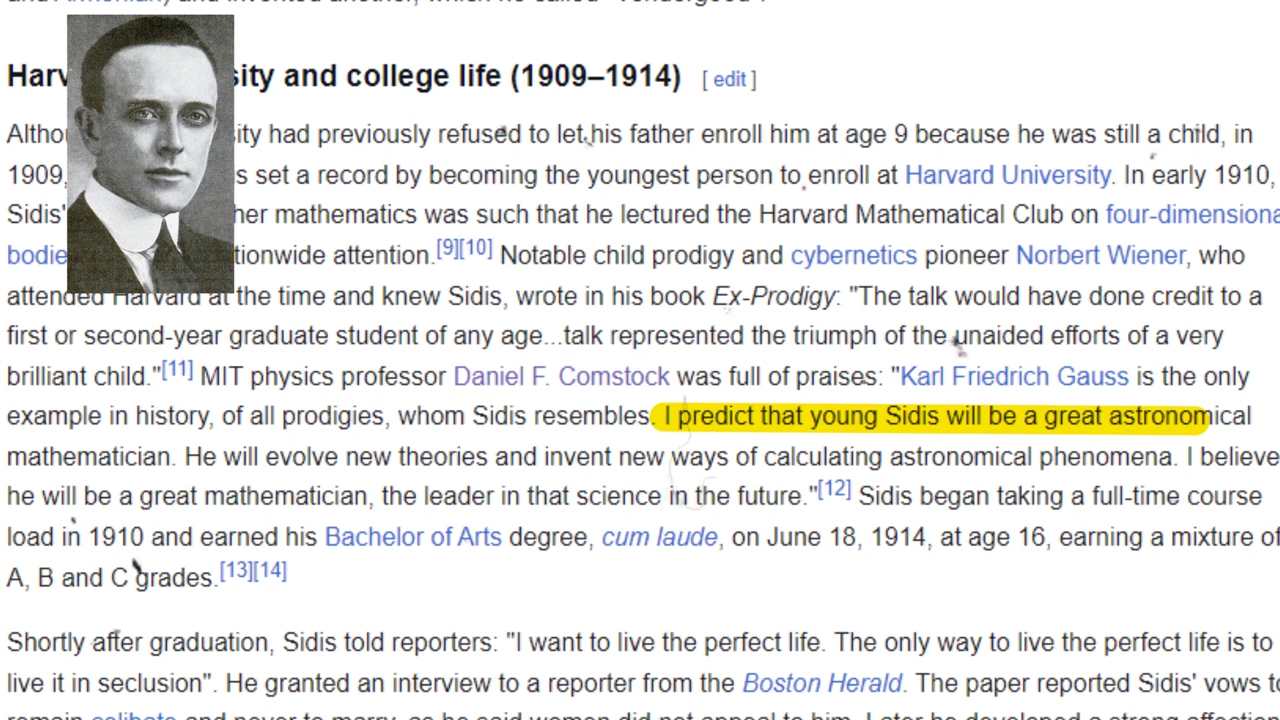 Harv sity and college life (1909–1914) [ edit ]
Altho sity had previously refused to let his father enroll him at age 9 because he was still a child, in
1909, s set a record by becoming the youngest person to enroll at Harvard University. In early 1910,
Sidis' her mathematics was such that he lectured the Harvard Mathematical Club on four-dimensiona
bodie tionwide attention.[9][10] Notable child prodigy and cybernetics pioneer Norbert Wiener, who
attended Harvard at the time and knew Sidis, wrote in his book Ex-Prodigy: "The talk would have done credit to a
first or second-year graduate student of any age...talk represented the triumph of the unaided efforts of a very
brilliant child."[11] MIT physics professor Daniel F. Comstock was full of praises: "Karl Friedrich Gauss is the only
example in history, of all prodigies, whom Sidis resembles. I predict that young Sidis will be a great astronomical
mathematician. He will evolve new theories and invent new ways of calculating astronomical phenomena. I believe
he will be a great mathematician, the leader in that science in the future."[12] Sidis began taking a full-time course
load in 1910 and earned his Bachelor of Arts degree, cum laude, on June 18, 1914, at age 16, earning a mixture of
A, B and C grades.[13][14]
Shortly after graduation, Sidis told reporters: "I want to live the perfect life. The only way to live the perfect life is to
live it in seclusion". He granted an interview to a reporter from the Boston Herald. The paper reported Sidis' vows to